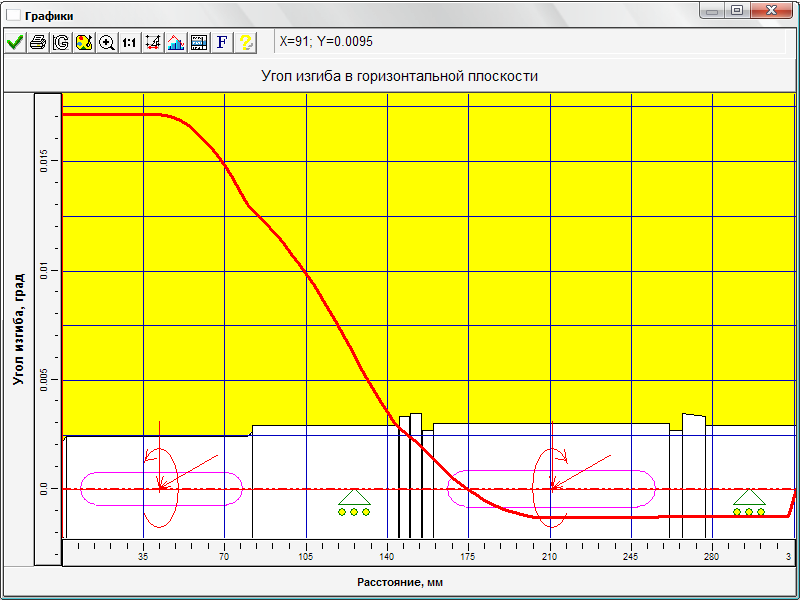 Графики
1:1
F
?
X=91; Y=0.0095
Угол изгиба в горизонтальной плоскости
Угол изгиба, град
0.015
0.01
0.005
0.0
35 70 105 140 175 210 245 280 3
Расстояние, мм